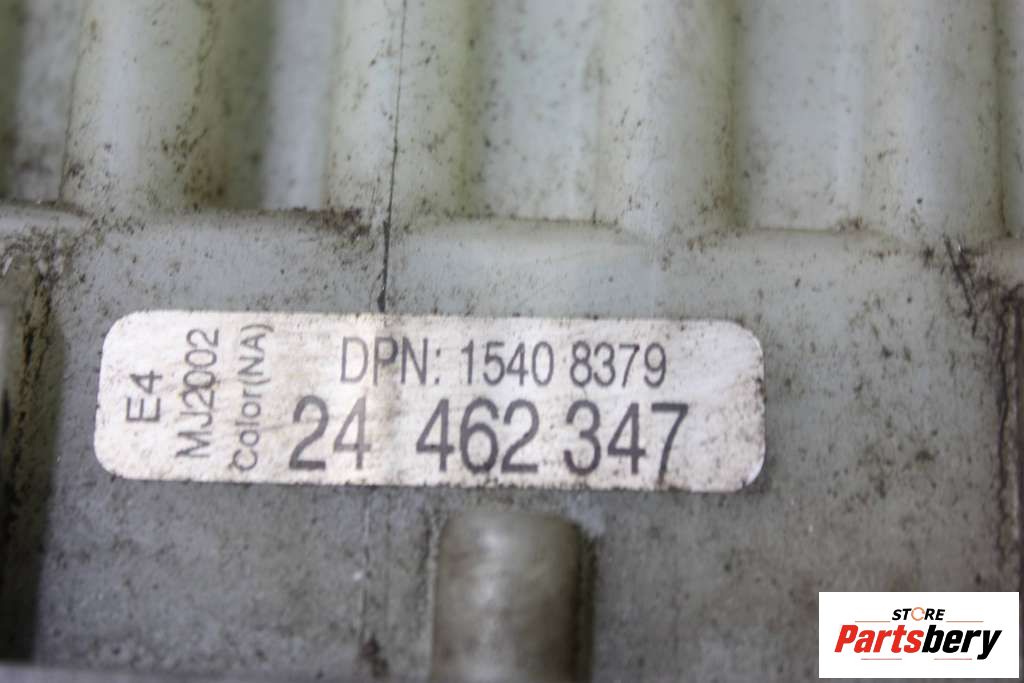 E4
MJ2002
Color(NA)
DPN: 1540 8379
24 462 347
STORE
Partsbery